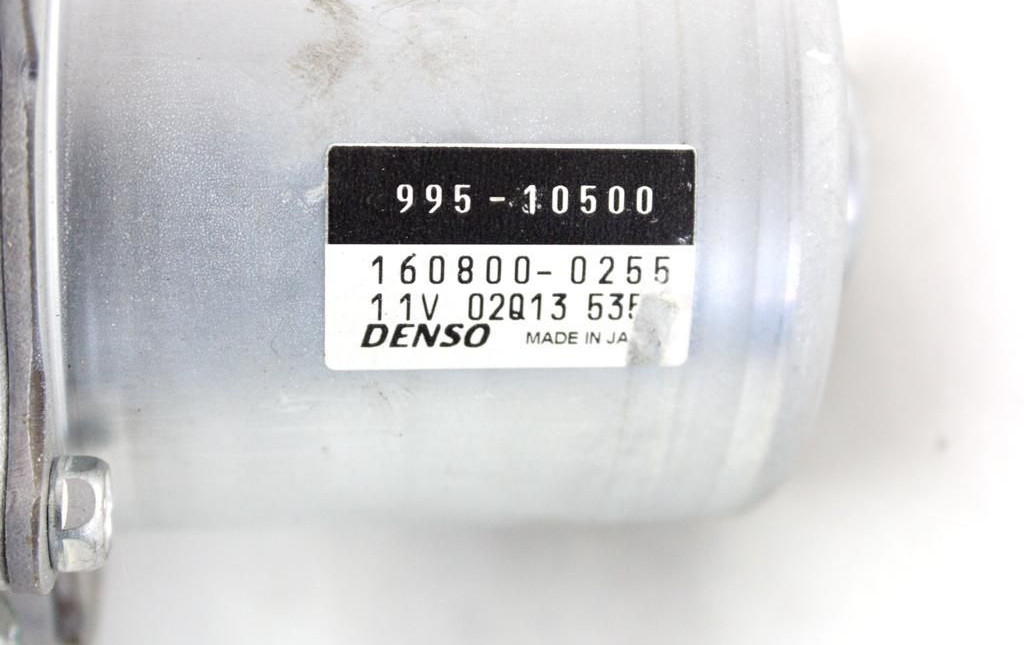 995-10500
160800-0255
11V 02Q13 535
DENSO MADE IN JA